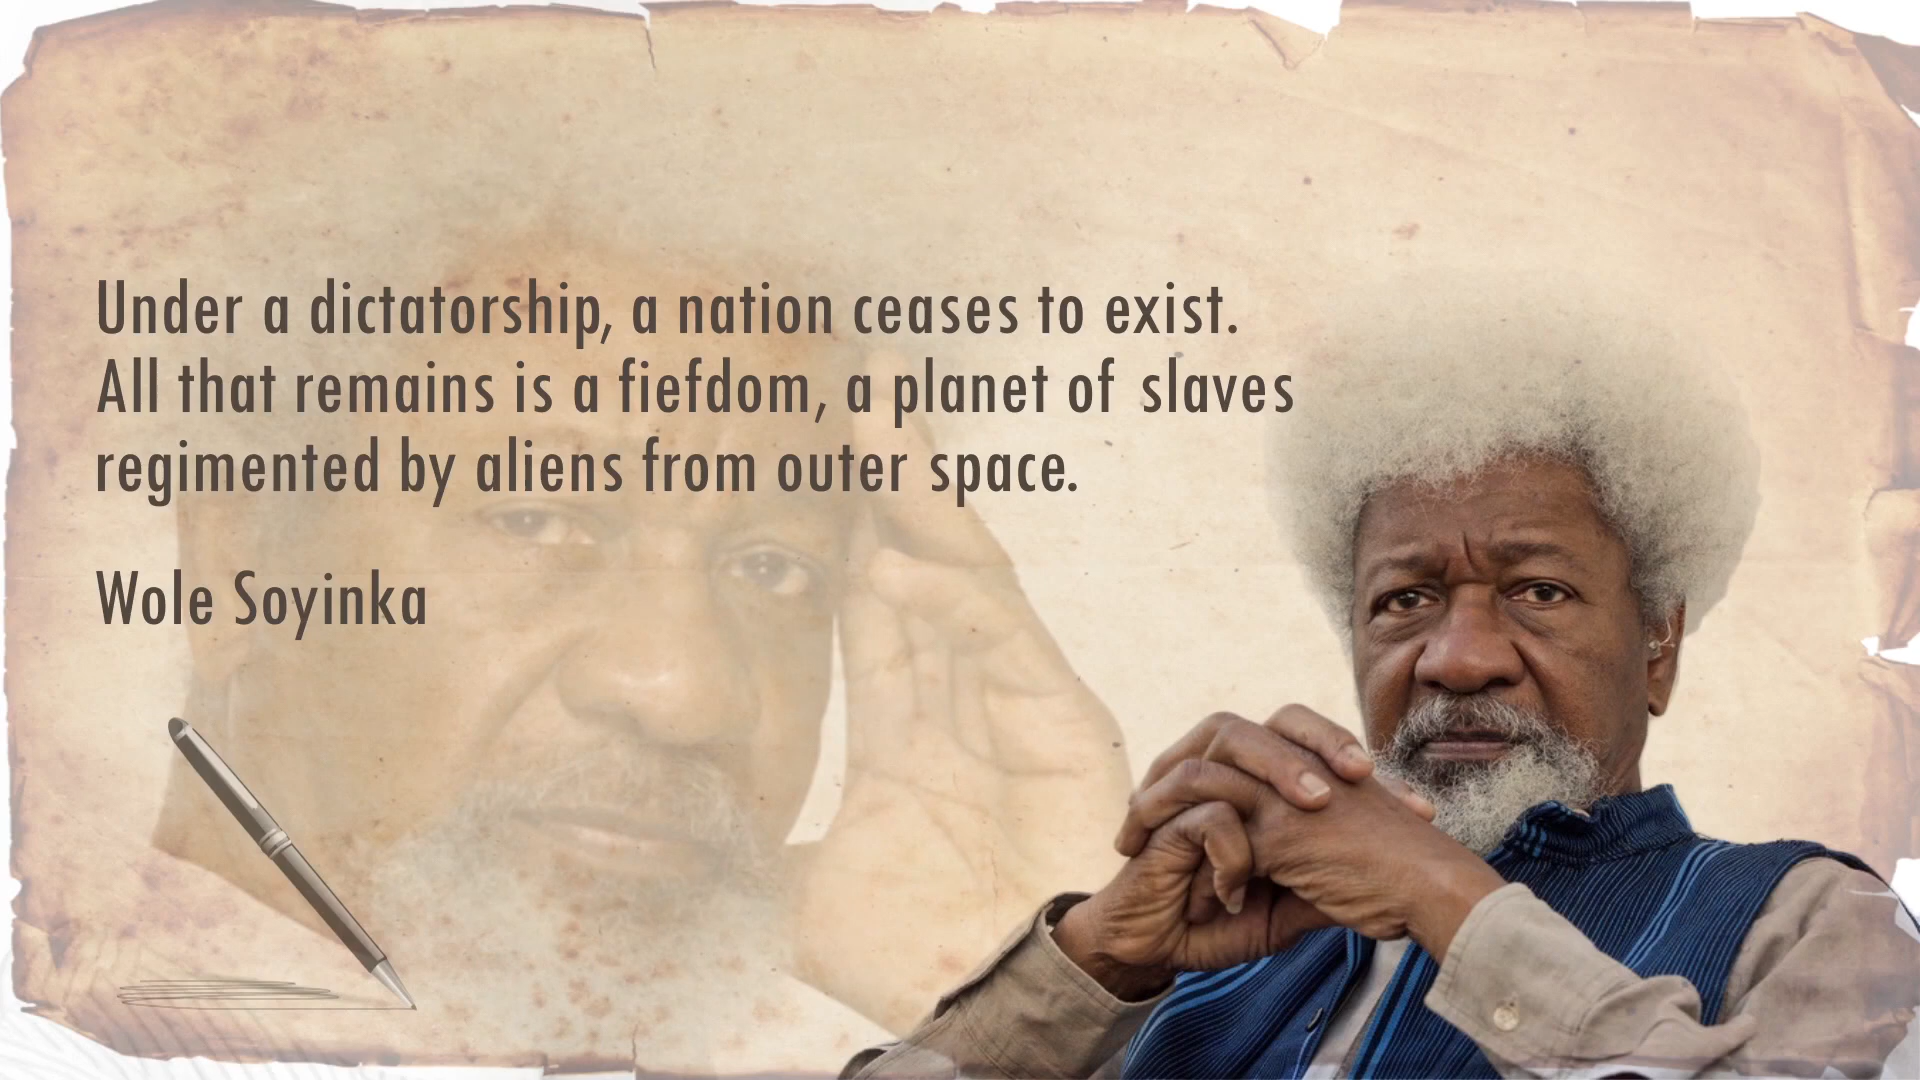 Under a dictatorship, a nation ceases to exist.
All that remains is a fiefdom, a planet of slaves
regimented by aliens from outer space.
Wole Soyinka